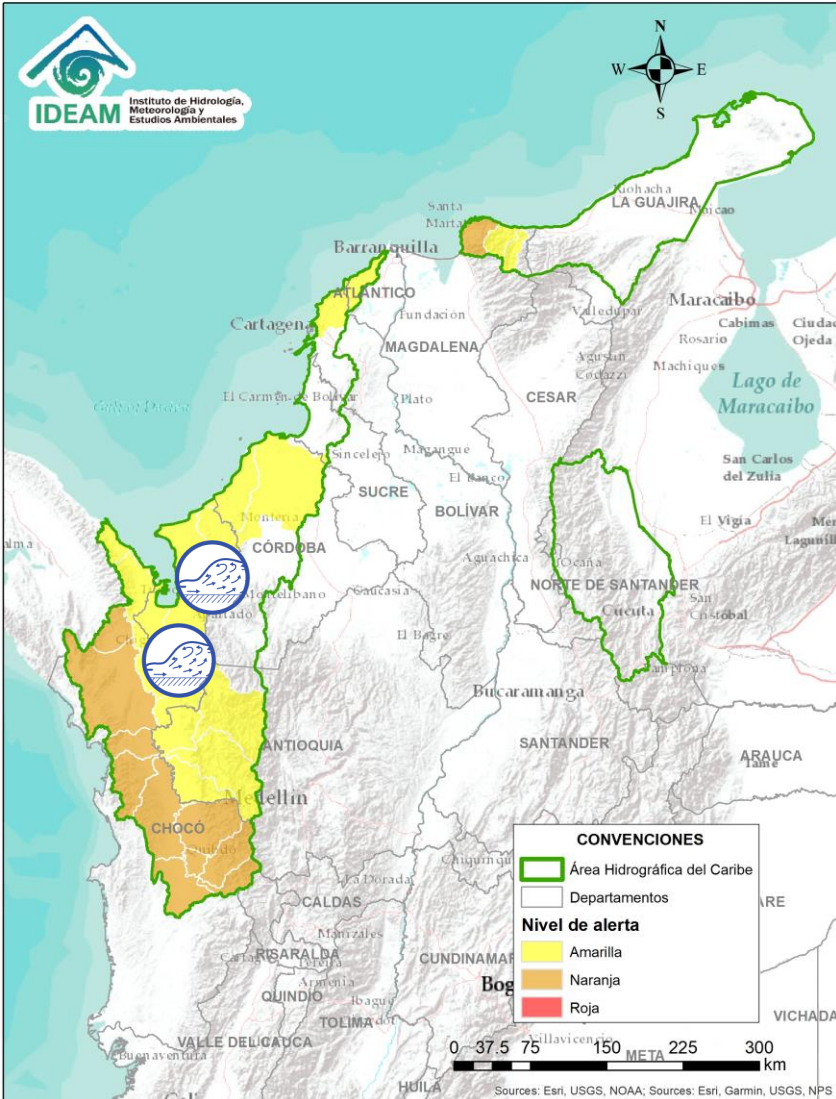 IDEAM
Instituto de Hidrología,
Meteorología y
Estudios Ambientales
N
W
E
S
Riohacha
LA GUAJIRA
Maicao
Santa
Marta
Barranquilla
ATLÁNTICO
Maracaibo
Cartagena
Fundación
Valledupar
Cabimas
Ciudad
Ojeda
Rosario
MAGDALENA
Agustín
Codazzi
Machiques
Lago de
Maracaibo
El Carmen de Bolívar
Plato
CESAR
Sincelejo
Magangué
San Carlos
del Zulia
El Banco
SUCRE
BOLÍVAR
Montería
El Vigía
CÓRDOBA
Aguachica
Ocaña
NORTE DE SANTANDER
Montelíbano
Caucasia
Cúcuta
San
Cristóbal
El Bagre
Pamplona
Bucaramanga
ANTIOQUIA
SANTANDER
ARAUCA
Tame
Medellín
CHOCÓ
Quibdó
La Dorada
CALDAS
Manizales
RISARALDA
Pereira
CUNDINAMAR
Armenia
QUINDÍO
Ibagué
Bog
TOLIMA
VALLE DEL CAUCA
Buenaventura
Villavicencio
META
VICHADA
HUILA
CONVENCIONES
Área Hidrográfica del Caribe
Departamentos
Nivel de alerta
Amarilla
Naranja
Roja
0 37.5 75 150 225 300
km
Sources: Esri, USGS, NOAA; Sources: Esri, Garmin, USGS, NPS